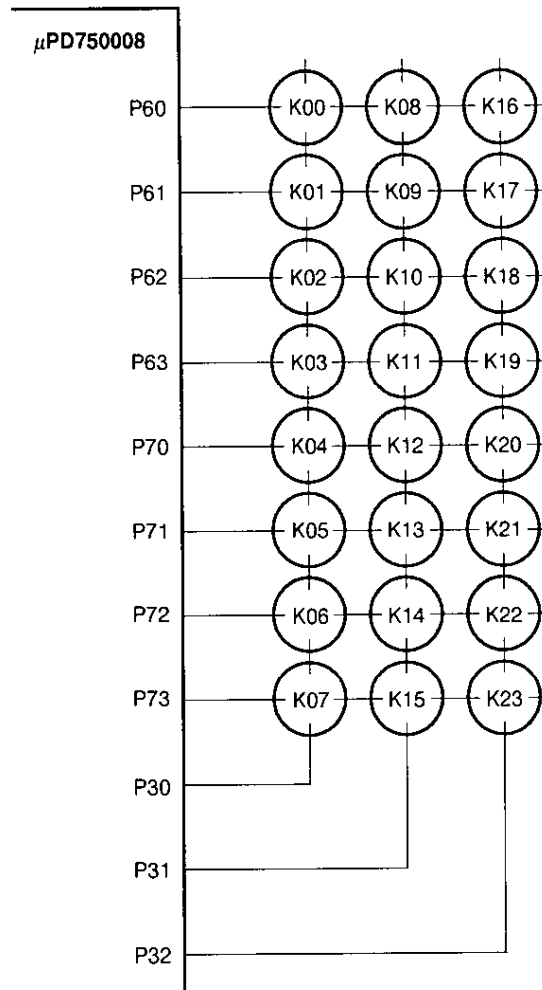 μPD750008
P60 K00 K08 K16
P61 K01 K09 K17
P62 K02 K10 K18
P63 K03 K11 K19
P70 K04 K12 K20
P71 K05 K13 K21
P72 K06 K14 K22
P73 K07 K15 K23
P30
P31
P32